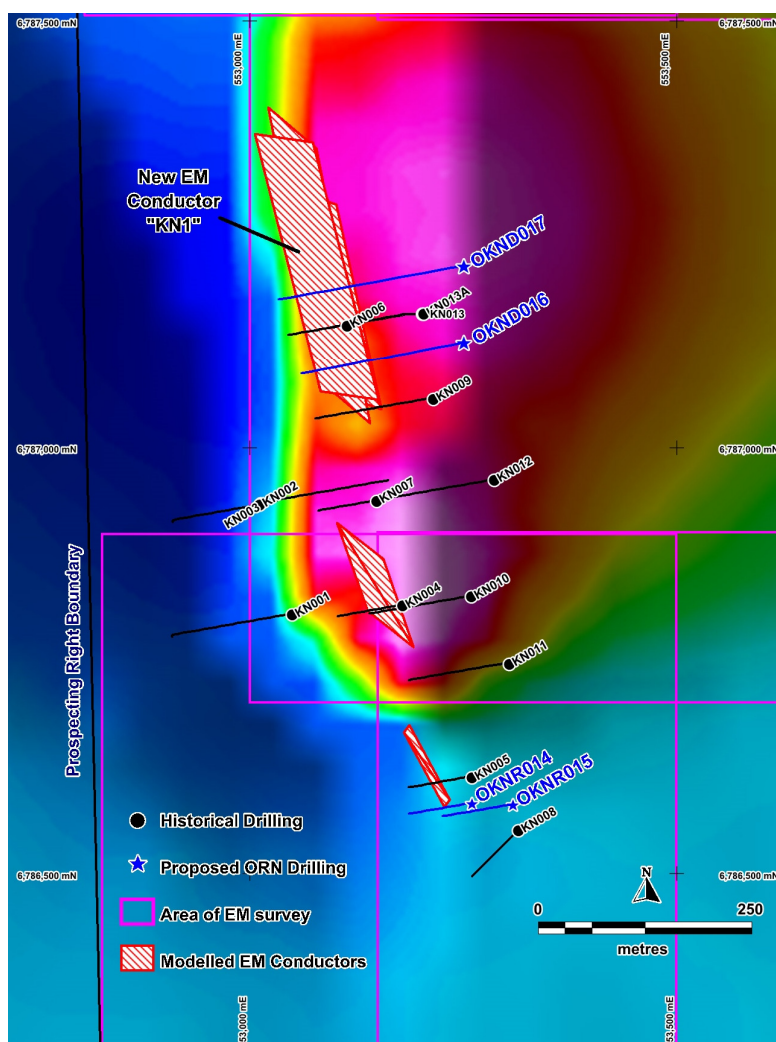 6,787,500 mN
553,000 mE
553,500 mE
6,787,500 mN
New EM
Conductor
"KN1"
OKND017
KN013A
KN013
KN006
OKND016
KN009
6,787,000 mN
6,787,000 mN
KN012
KN002
KN003
KN007
KN010
KN004
KN001
KN011
Prospecting Right Boundary
KN005
OKNR014
OKNR015
KN008
Historical Drilling
Proposed ORN Drilling
Area of EM survey
Modelled EM Conductors
6,786,500 mN
6,786,500 mN
N
0
250
metres
53,000 mE
53,500 mE